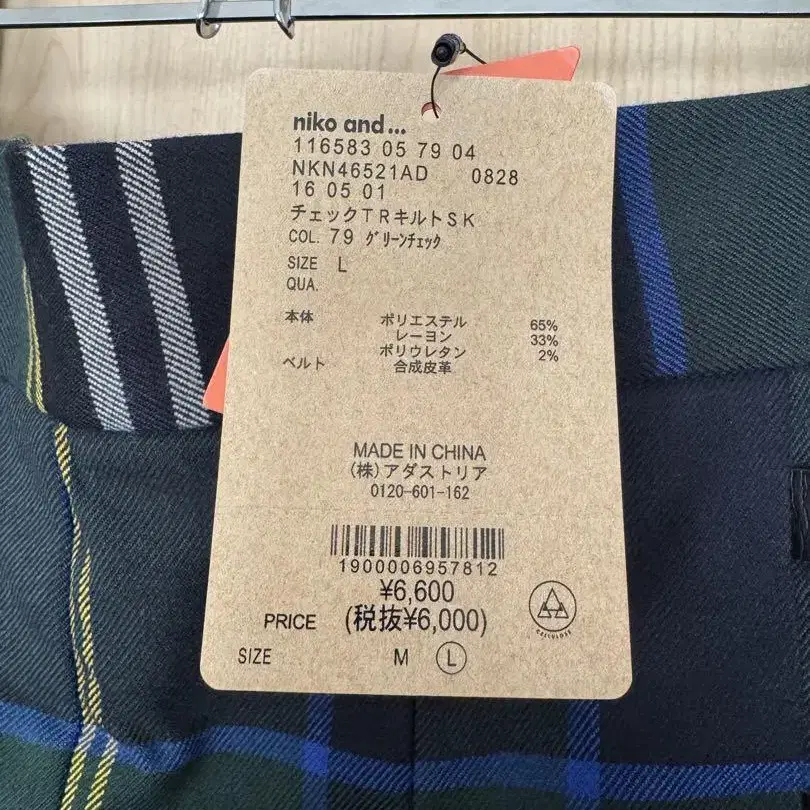 niko and...
116583 05 79 04
NKN46521AD 0828
16 05 01
チェックTRキルトSK
COL. 79 グリーンチェック
SIZE L
QUA.
本体 ポリエステル 65%
レーヨン 33%
ポリウレタン 2%
ベルト 合成皮革
MADE IN CHINA
(株)アダストリア
0120-601-162
1900006957812
¥6,600
PRICE (税抜¥6,000)
CELLULOSE
SIZE M L